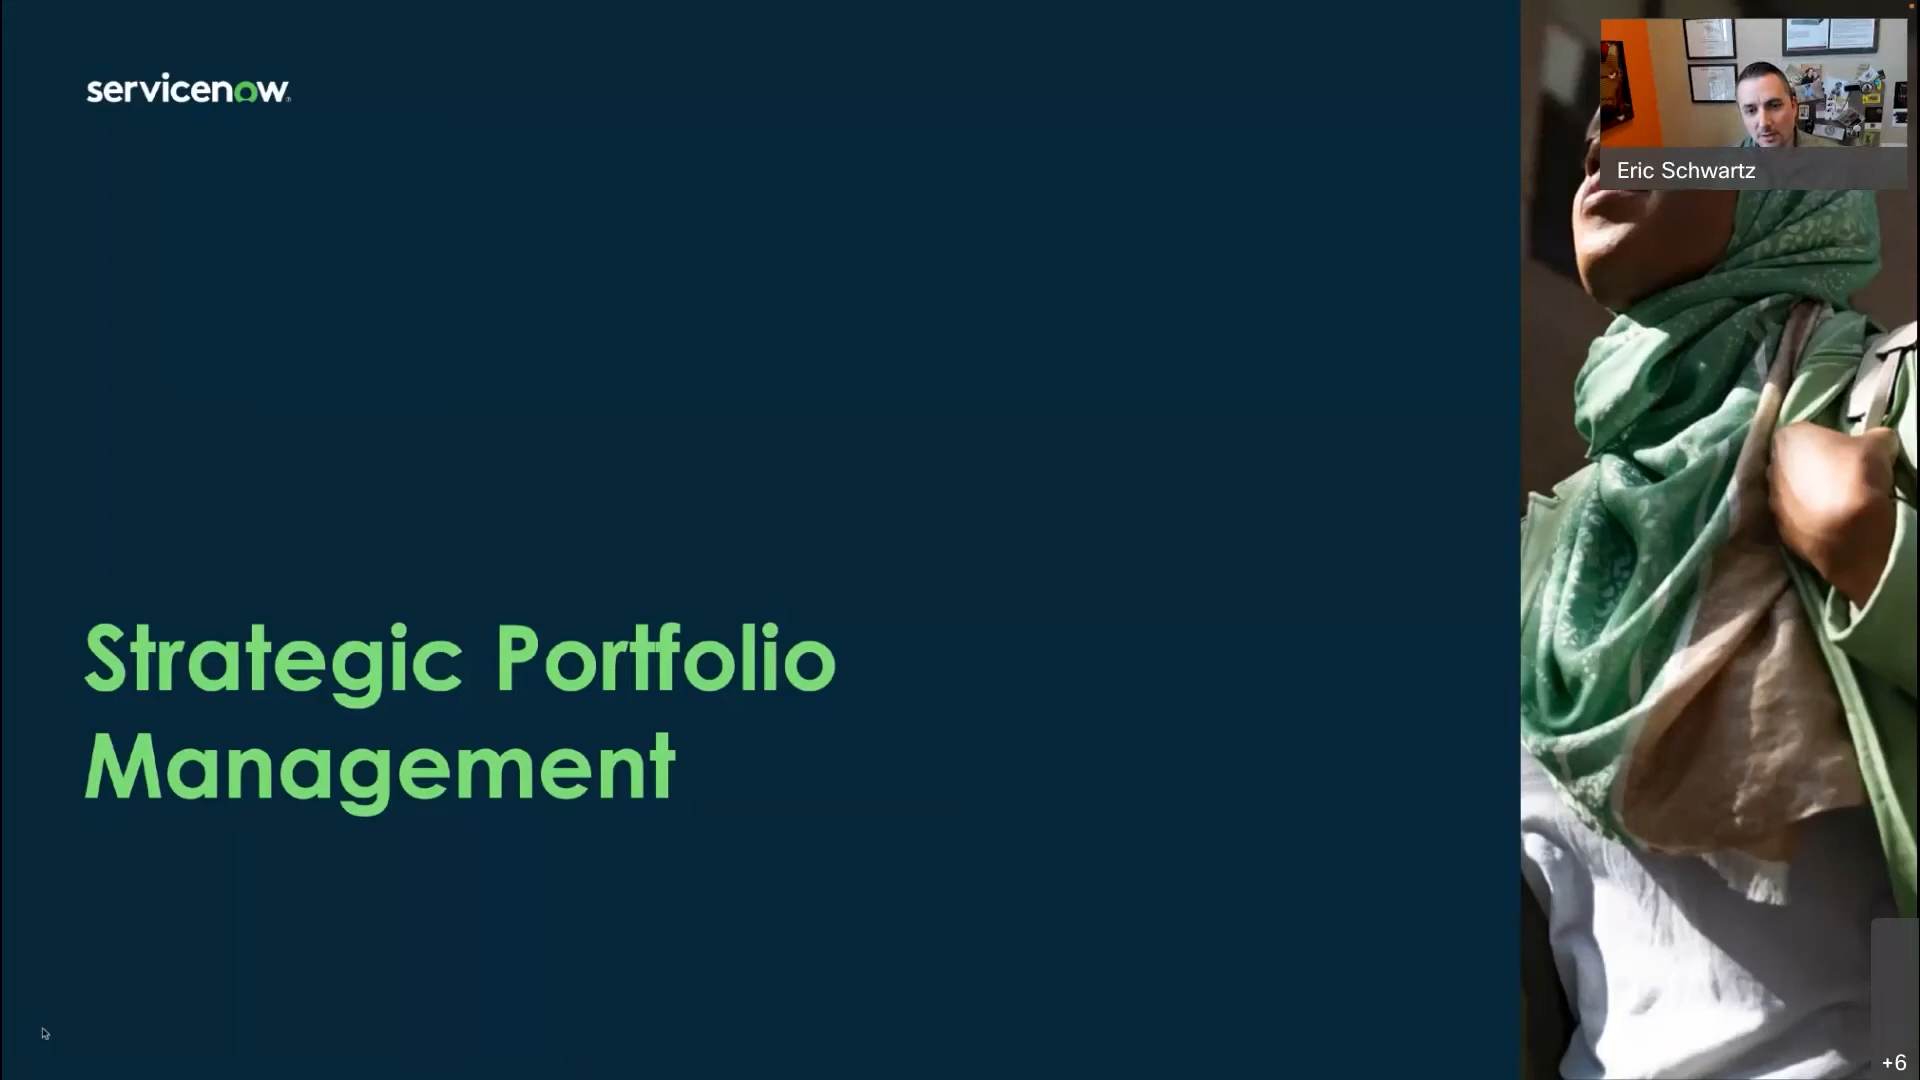 servicenow
Eric Schwartz
Strategic Portfolio
Management
+6